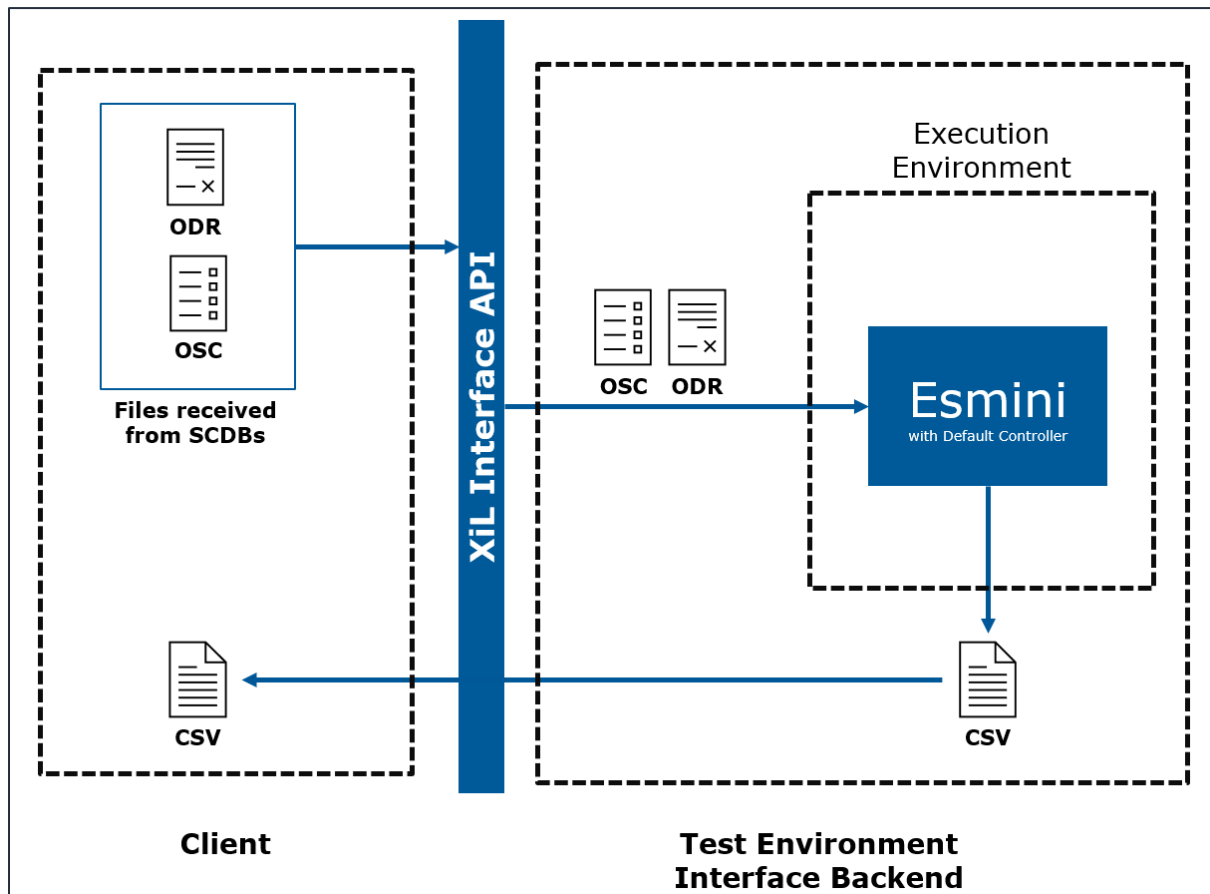 ODR
OSC
Files received
from SCDBs
CSV
Client
XiL Interface API
OSC
ODR
Execution
Environment
Esmini
with Default Controller
CSV
Test Environment
Interface Backend